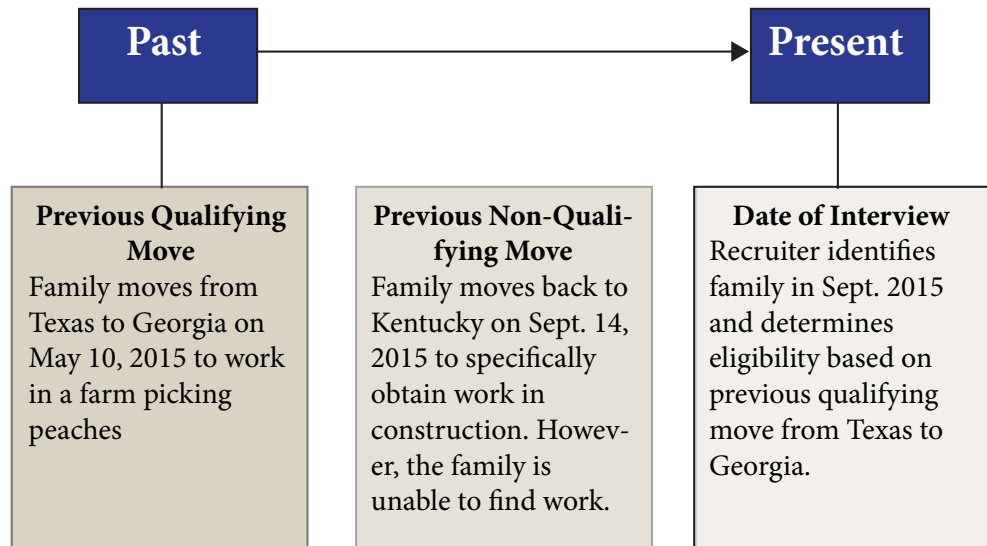 Past
Present
Previous Qualifying
Move
Family moves from
Texas to Georgia on
May 10, 2015 to work
in a farm picking
peaches
Previous Non-Quali-
fying Move
Family moves back to
Kentucky on Sept. 14,
2015 to specifically
obtain work in
construction. Howev-
er, the family is
unable to find work.
Date of Interview
Recruiter identifies
family in Sept. 2015
and determines
eligibility based on
previous qualifying
move from Texas to
Georgia.